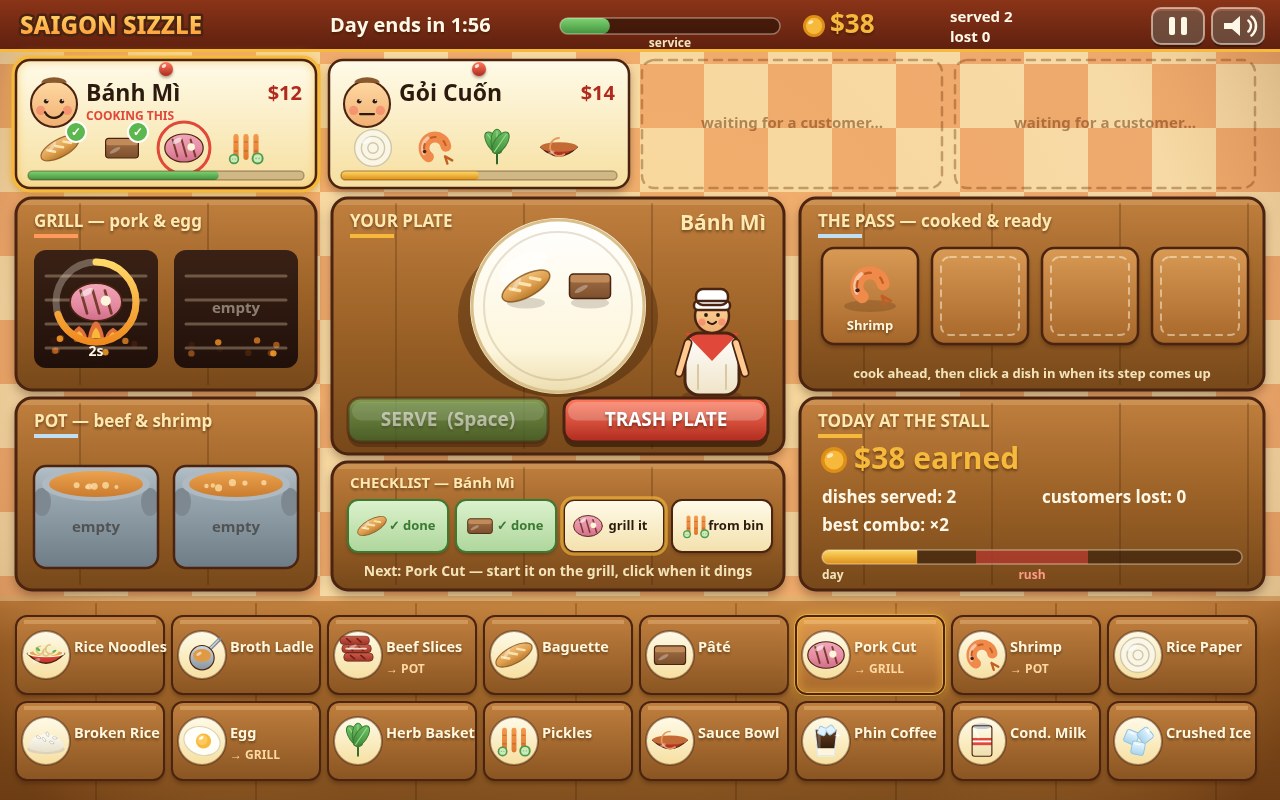 SAIGON SIZZLE
Day ends in 1:56
service
$38
served 2
lost 0
Bánh Mì
$12
COOKING THIS
Gỏi Cuốn
$14
waiting for a customer...
waiting for a customer...
GRILL — pork & egg
2s
empty
YOUR PLATE
Bánh Mì
SERVE (Space)
TRASH PLATE
THE PASS — cooked & ready
Shrimp
cook ahead, then click a dish in when its step comes up
POT — beef & shrimp
empty
empty
CHECKLIST — Bánh Mì
✓ done
✓ done
grill it
from bin
Next: Pork Cut — start it on the grill, click when it dings
TODAY AT THE STALL
$38 earned
dishes served: 2
customers lost: 0
best combo: ×2
day
rush
Rice Noodles
Broth Ladle
Beef Slices
→ POT
Baguette
Pâté
Pork Cut
→ GRILL
Shrimp
→ POT
Rice Paper
Broken Rice
Egg
→ GRILL
Herb Basket
Pickles
Sauce Bowl
Phin Coffee
Cond. Milk
Crushed Ice